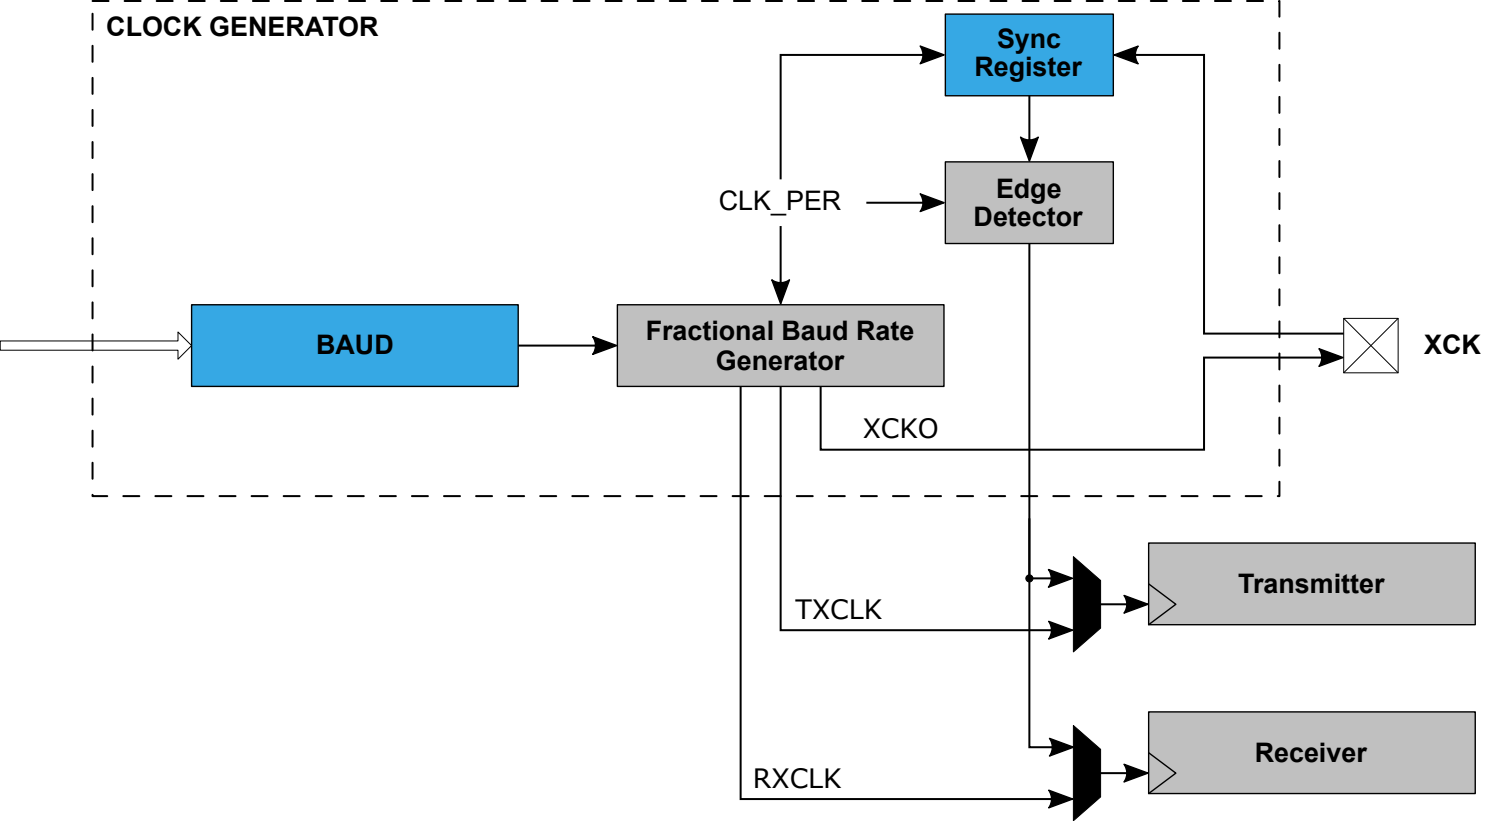 CLOCK GENERATOR
Sync
Register
CLK_PER
Edge
Detector
BAUD
Fractional Baud Rate
Generator
XCK
XCKO
Transmitter
TXCLK
Receiver
RXCLK